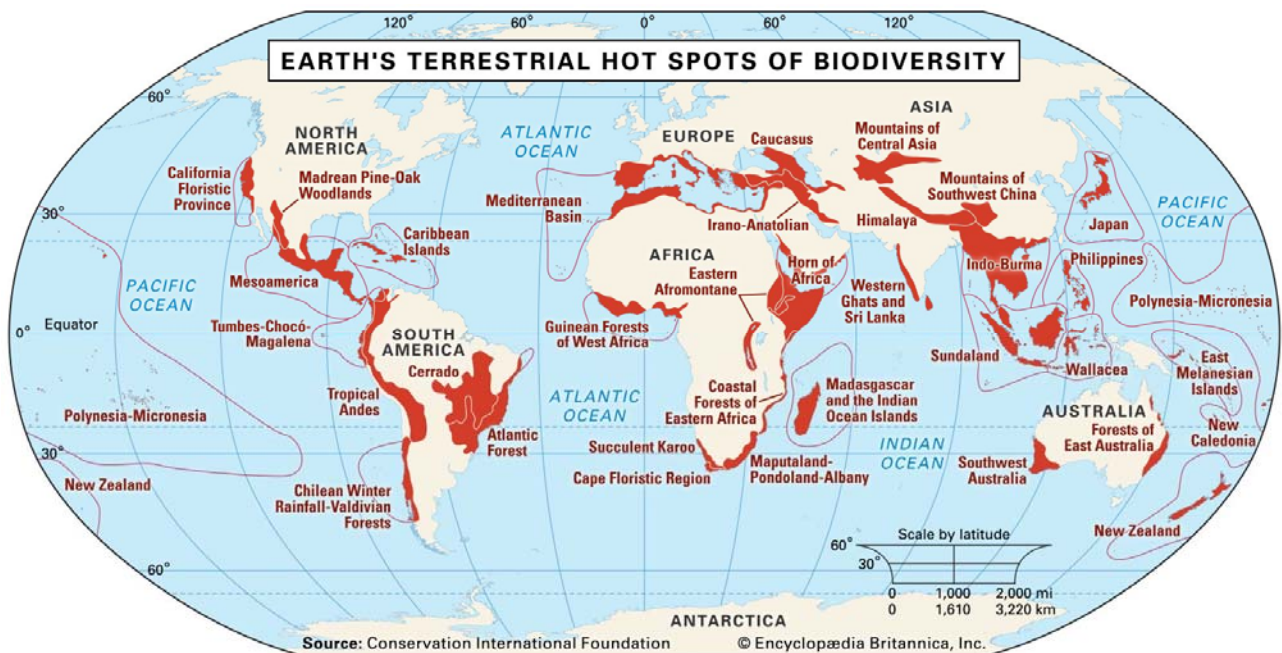 120°
60°
0°
60°
120°
EARTH'S TERRESTRIAL HOT SPOTS OF BIODIVERSITY
60°
ASIA
NORTH
AMERICA
ATLANTIC
OCEAN
EUROPE
Caucasus
Mountains of
Central Asia
California
Floristic
Province
Madrean Pine-Oak
Woodlands
Mountains of
Southwest China
30°
Mediterranean
Basin
Irano-Anatolian
Himalaya
Japan
PACIFIC
OCEAN
Caribbean
Islands
AFRICA
Horn of
Africa
Indo-Burma
Philippines
PACIFIC
OCEAN
Mesoamerica
Eastern
Afromontane
Western
Ghats and
Sri Lanka
Polynesia-Micronesia
0°
Equator
Tumbes-Chocó-
Magalena
SOUTH
AMERICA
Guinean Forests
of West Africa
Sundaland
Wallacea
East
Melanesian
Islands
Cerrado
Tropical
Andes
ATLANTIC
OCEAN
Coastal
Forests of
Eastern Africa
Madagascar
and the Indian
Ocean Islands
Polynesia-Micronesia
AUSTRALIA
Forests of
East Australia
New
Caledonia
Atlantic
Forest
INDIAN
OCEAN
30°
Succulent Karoo
Cape Floristic Region
Maputaland-
Pondoland-Albany
Southwest
Australia
New Zealand
Chilean Winter
Rainfall-Valdivian
Forests
New Zealand
Scale by latitude
60°
30°
0 1,000 2,000 mi
0 1,610 3,220 km
60°
ANTARCTICA
Source: Conservation International Foundation
© Encyclopædia Britannica, Inc.